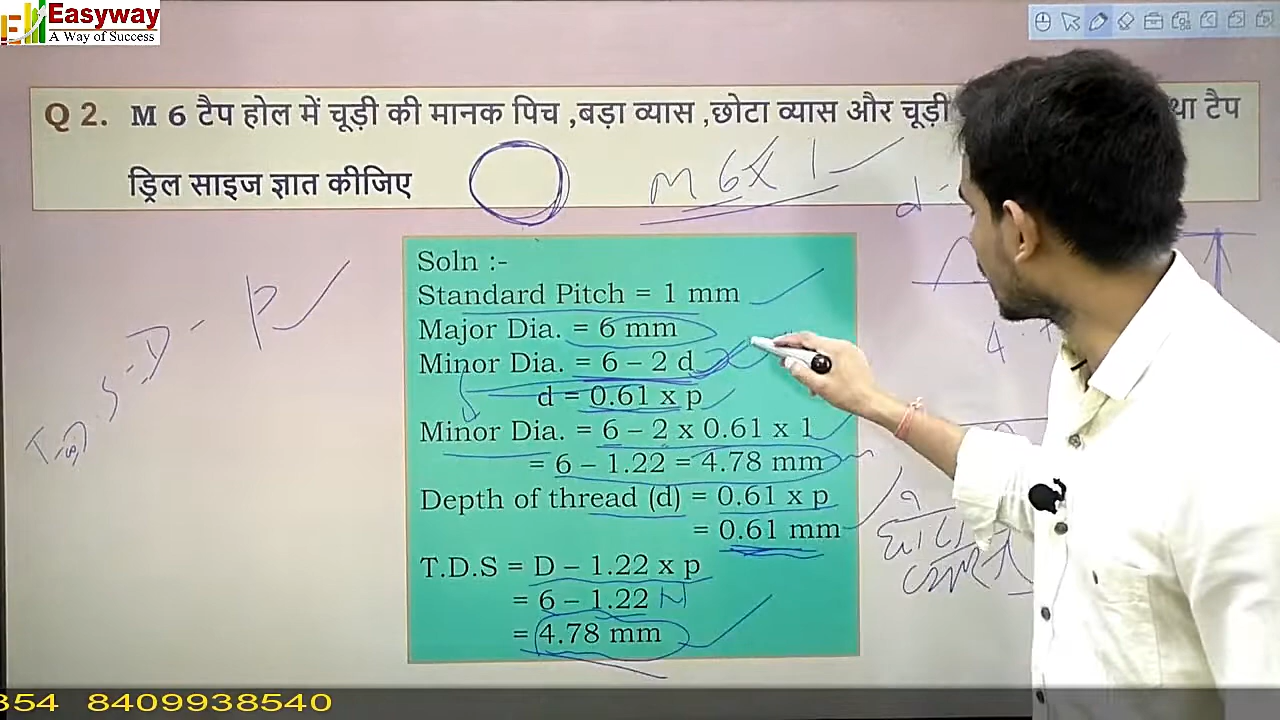 Easyway
A Way of Success
Q 2. M 6 टैप होल में चूड़ी की मानक पिच ,बड़ा व्यास ,छोटा व्यास और चूड़ी था टैप
ड्रिल साइज ज्ञात कीजिए
M 6 X 1
d -
Soln :-
Standard Pitch = 1 mm
Major Dia. = 6 mm
Minor Dia. = 6 – 2 d
d = 0.61 x p
Minor Dia. = 6 – 2 x 0.61 x 1
= 6 – 1.22 = 4.78 mm
Depth of thread (d) = 0.61 x p
= 0.61 mm
T.D.S = D – 1.22 x p
= 6 – 1.22
= 4.78 mm
T.D.S - D - P
354 8409938540